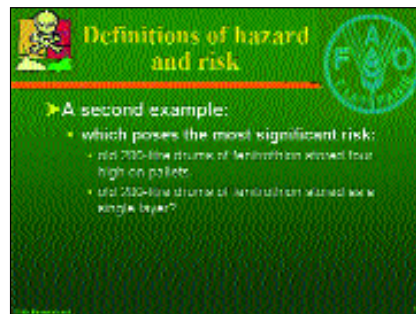 Definitions of hazard
and risk
F A O
A second example:
which poses the most significant risk:
old 200-litre drums of fenitrothion stored four
high on pallets
old 200-litre drums of fenitrothion stored as a
single layer?